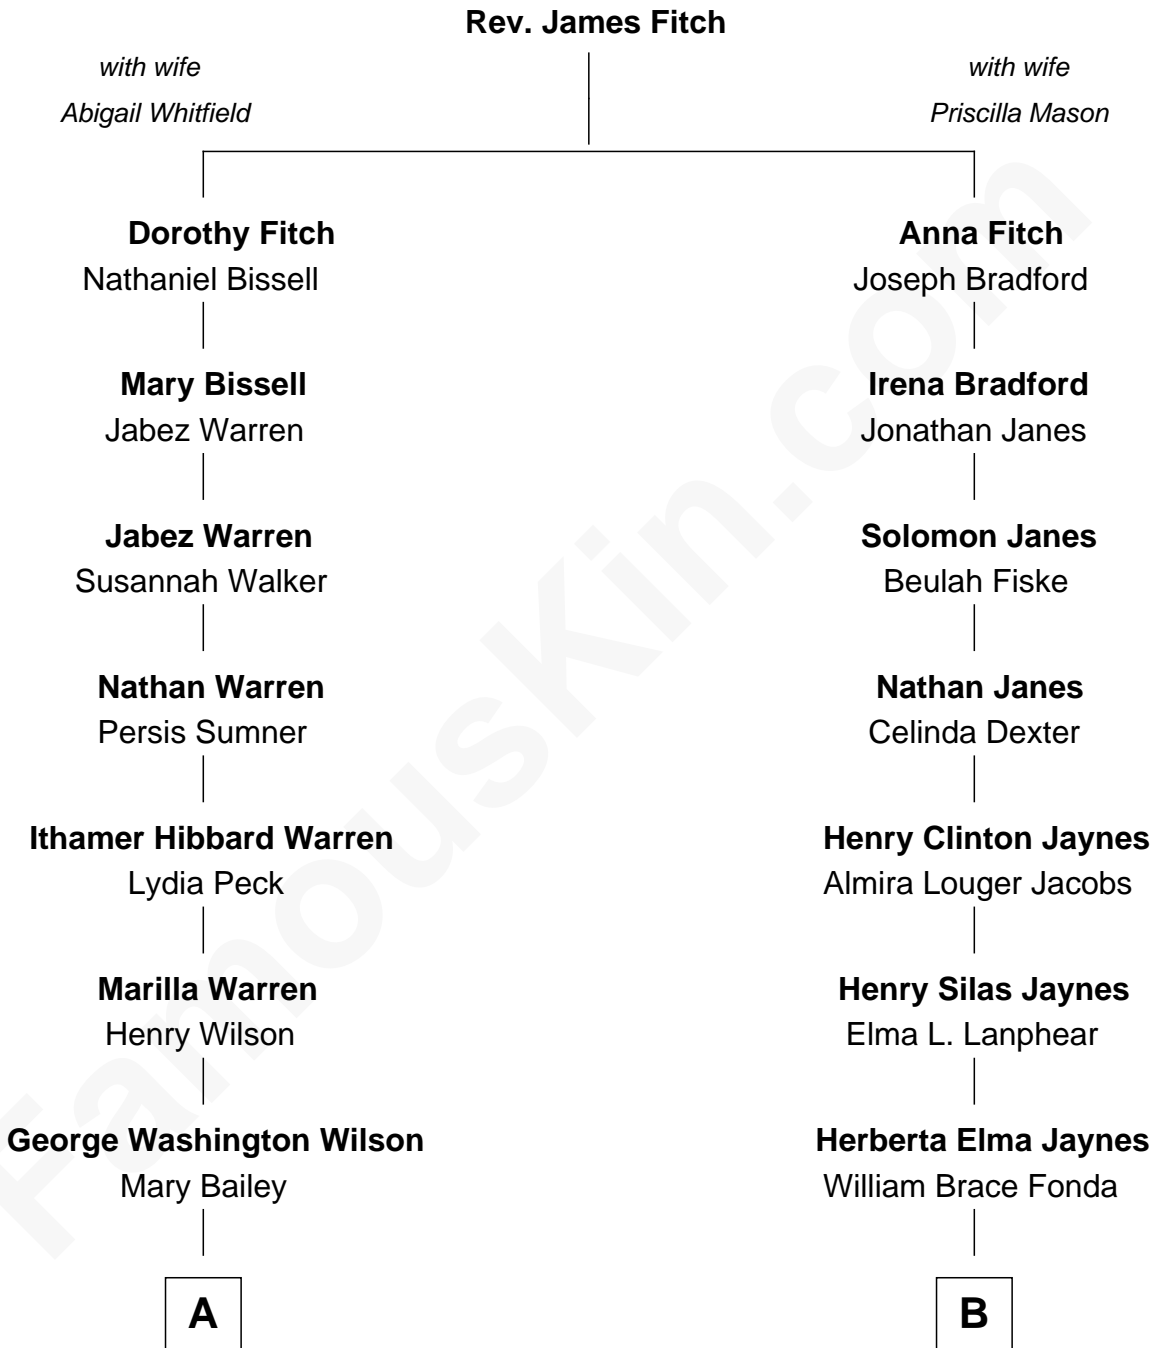 Rev. James Fitch
with wife
Abigail Whitfield
with wife
Priscilla Mason
Dorothy Fitch
Nathaniel Bissell
Anna Fitch
Joseph Bradford
Mary Bissell
Jabez Warren
Irena Bradford
Jonathan Janes
Jabez Warren
Susannah Walker
Solomon Janes
Beulah Fiske
Nathan Warren
Persis Sumner
Nathan Janes
Celinda Dexter
Ithamer Hibbard Warren
Lydia Peck
Henry Clinton Jaynes
Almira Louger Jacobs
Marilla Warren
Henry Wilson
Henry Silas Jaynes
Elma L. Lanphear
George Washington Wilson
Mary Bailey
Herberta Elma Jaynes
William Brace Fonda
A
B
FamousKin.com